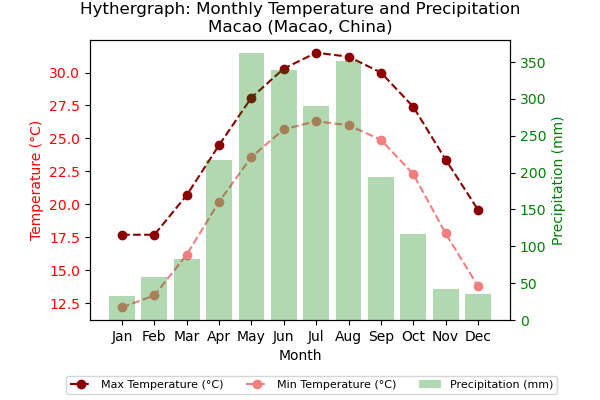 Hythergraph: Monthly Temperature and Precipitation
Macao (Macao, China)
Temperature (°C)
30.0
27.5
25.0
22.5
20.0
17.5
15.0
12.5
350
300
250
200
150
100
50
0
Precipitation (mm)
Jan Feb Mar Apr May Jun Jul Aug Sep Oct Nov Dec
Month
Max Temperature (°C) Min Temperature (°C) Precipitation (mm)